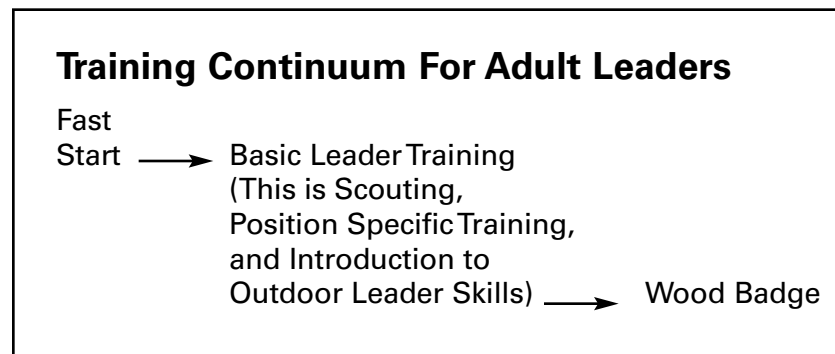 Training Continuum For Adult Leaders
Fast
Start Basic Leader Training
(This is Scouting,
Position Specific Training,
and Introduction to
Outdoor Leader Skills) Wood Badge